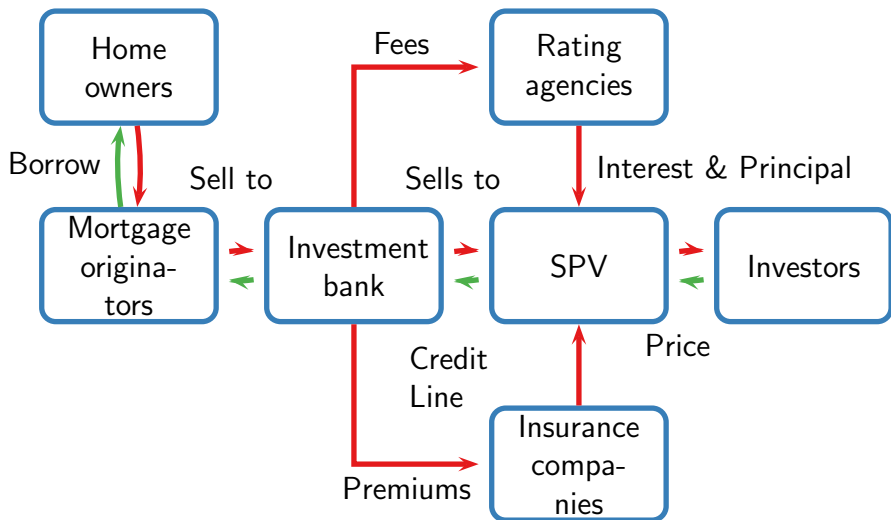 Home
owners
Fees
Rating
agencies
Borrow
Sell to
Sells to
Interest & Principal
Mortgage
origina-
tors
Investment
bank
SPV
Investors
Credit
Line
Price
Premiums
Insurance
compa-
nies